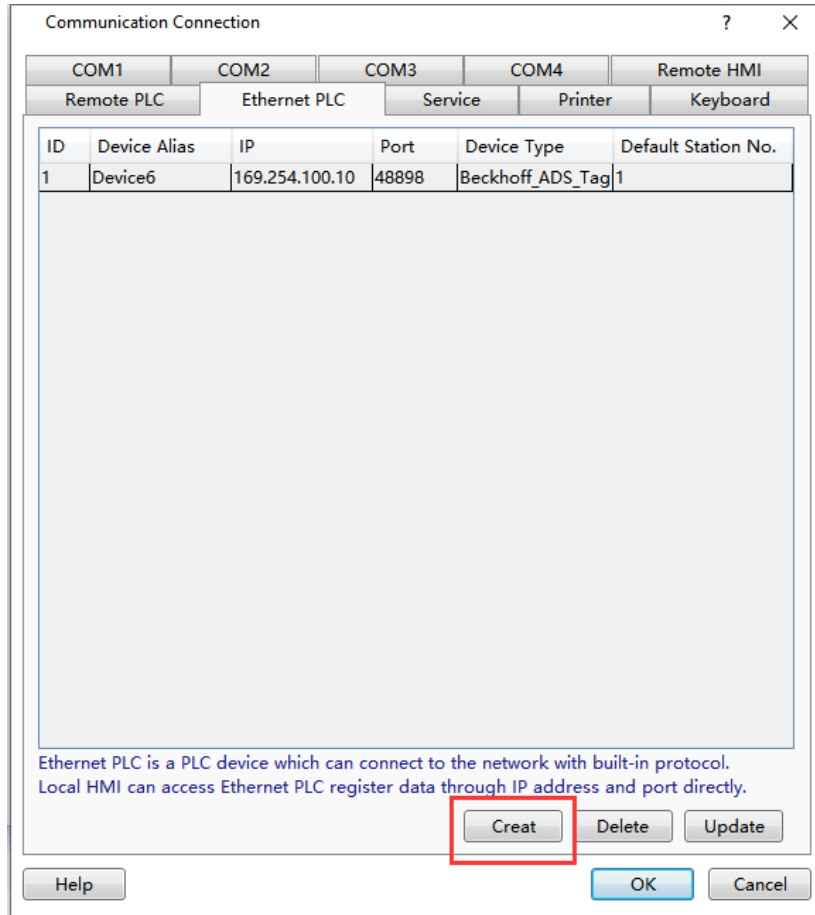 Communication Connection ? ×
COM1 COM2 COM3 COM4 Remote HMI
Remote PLC Ethernet PLC Service Printer Keyboard
ID Device Alias IP Port Device Type Default Station No.
1 Device6 169.254.100.10 48898 Beckhoff_ADS_Tag 1
Ethernet PLC is a PLC device which can connect to the network with built-in protocol.
Local HMI can access Ethernet PLC register data through IP address and port directly.
Creat Delete Update
Help OK Cancel